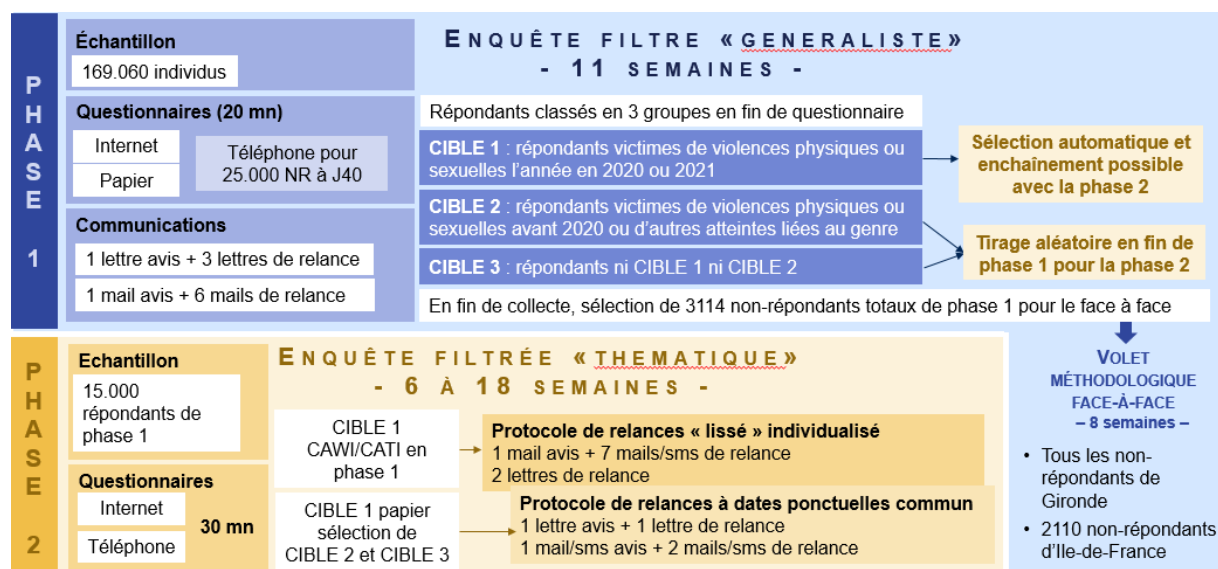 PHASE 1
Échantillon
169.060 individus
Questionnaires (20 mn)
Internet
Papier
Téléphone pour
25.000 NR à J40
Communications
1 lettre avis + 3 lettres de relance
1 mail avis + 6 mails de relance
ENQUÊTE FILTRE « GENERALISTE»
- 11 SEMAINES -
Répondants classés en 3 groupes en fin de questionnaire
CIBLE 1 : répondants victimes de violences physiques ou
sexuelles l'année en 2020 ou 2021
CIBLE 2 : répondants victimes de violences physiques ou
sexuelles avant 2020 ou d'autres atteintes liées au genre
CIBLE 3 : répondants ni CIBLE 1 ni CIBLE 2
En fin de collecte, sélection de 3114 non-répondants totaux de phase 1 pour le face à face
Sélection automatique et
enchaînement possible
avec la phase 2
Tirage aléatoire en fin de
phase 1 pour la phase 2
PHASE 2
Echantillon
15.000
répondants de
phase 1
Questionnaires
Internet
Téléphone
30 mn
ENQUÊTE FILTRÉE « THEMATIQUE»
- 6 À 18 SEMAINES -
CIBLE 1
CAWI/CATI en
phase 1
Protocole de relances « lissé » individualisé
1 mail avis + 7 mails/sms de relance
2 lettres de relance
CIBLE 1 papier
sélection de
CIBLE 2 et CIBLE 3
Protocole de relances à dates ponctuelles commun
1 lettre avis + 1 lettre de relance
1 mail/sms avis + 2 mails/sms de relance
VOLET
MÉTHODOLOGIQUE
FACE-À-FACE
– 8 semaines –
• Tous les non-
répondants de
Gironde
• 2110 non-répondants
d'Ile-de-France